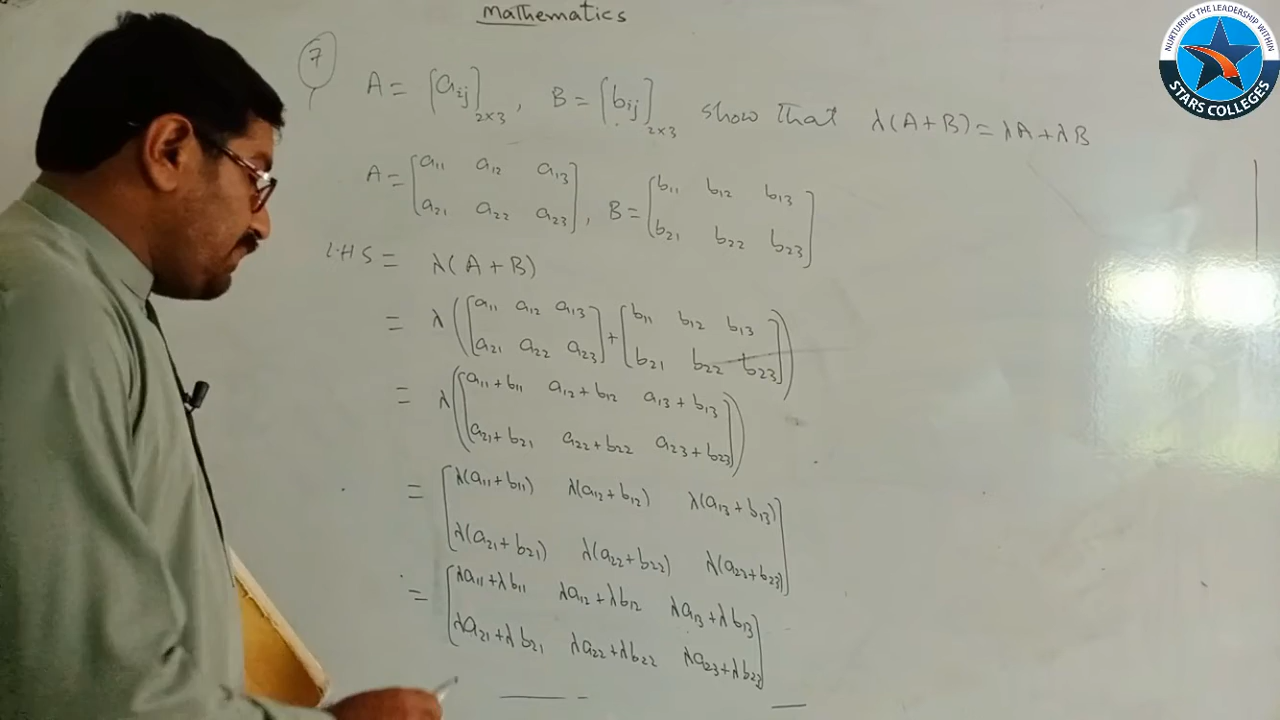 Mathematics
NURTURING THE LEADERSHIP WITHIN
STARS COLLEGES
7
A = [aij]2×3, B = [bij]2×3 show that λ(A+B) = λA+λB
A = [a11 a12 a13
a21 a22 a23], B = [b11 b12 b13
b21 b22 b23]
L.H S = λ(A+B)
= λ([a11 a12 a13
a21 a22 a23] + [b11 b12 b13
b21 b22 b23])
= λ([a11+b11 a12+b12 a13+b13
a21+b21 a22+b22 a23+b23])
= [λ(a11+b11) λ(a12+b12) λ(a13+b13)
λ(a21+b21) λ(a22+b22) λ(a23+b23)]
= [λa11+λb11 λa12+λb12 λa13+λb13
λa21+λb21 λa22+λb22 λa23+λb23]